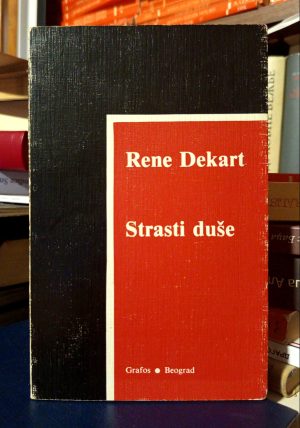 Rene Dekart
Strasti duše
Grafos ● Beograd